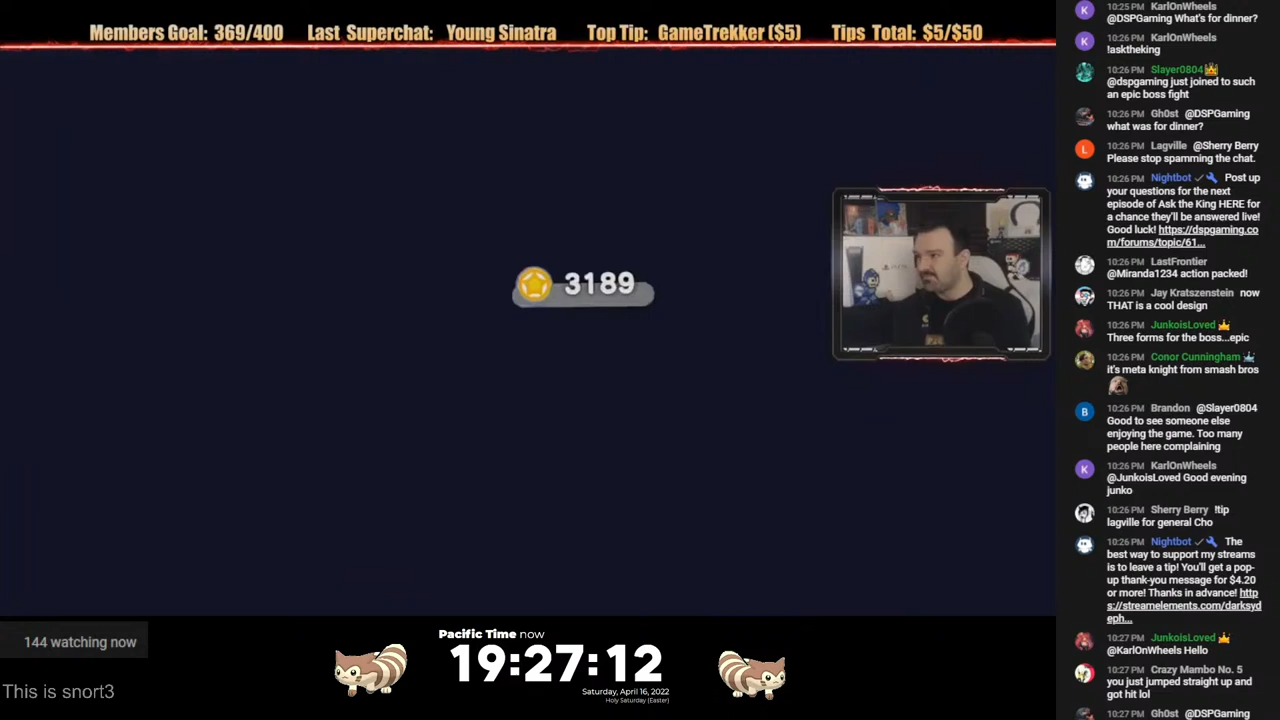 Members Goal: 369/400 Last Superchat: Young Sinatra Top Tip: GameTrekker ($5) Tips Total: $5/$50
3189
144 watching now
This is snort3
Pacific Time now
19:27:12
Saturday, April 16, 2022
Holy Saturday (Easter)
10:25 PM KarlOnWheels
@DSPGaming What's for dinner?
10:26 PM KarlOnWheels
!asktheking
10:26 PM Slayer0804
@dspgaming just joined to such
an epic boss fight
10:26 PM Gh0st @DSPGaming
what was for dinner?
10:26 PM Lagville @Sherry Berry
Please stop spamming the chat.
10:26 PM Nightbot Post up
your questions for the next
episode of Ask the King HERE for
a chance they'll be answered live!
Good luck! https://dspgaming.co
m/forums/topic/61...
10:26 PM LastFrontier
@Miranda1234 action packed!
10:26 PM Jay Kratszenstein now
THAT is a cool design
10:26 PM JunkoisLoved
Three forms for the boss...epic
10:26 PM Conor Cunningham
it's meta knight from smash bros
10:26 PM Brandon @Slayer0804
Good to see someone else
enjoying the game. Too many
people here complaining
10:26 PM KarlOnWheels
@JunkoisLoved Good evening
junko
10:26 PM Sherry Berry !tip
lagville for general Cho
10:26 PM Nightbot The
best way to support my streams
is to leave a tip! You'll get a pop-
up thank-you message for $4.20
or more! Thanks in advance! http
s://streamelements.com/darksyd
eph...
10:27 PM JunkoisLoved
@KarlOnWheels Hello
10:27 PM Crazy Mambo No. 5
you just jumped straight up and
got hit lol
10:27 PM Gh0st @DSPGaming